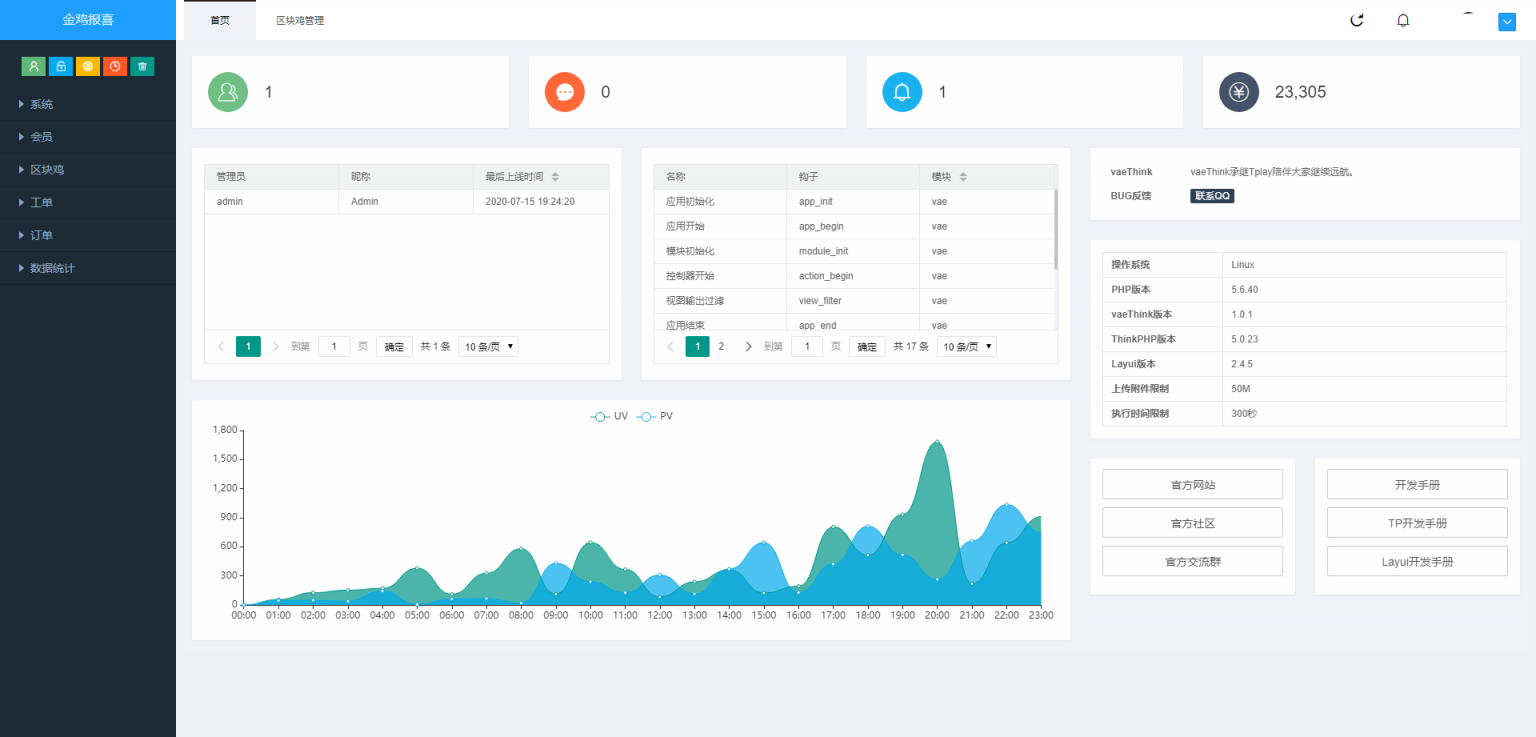 金鸡报喜
首页 区块鸡管理
系统
会员
区块鸡
工单
订单
数据统计
1 0 1 23,305
管理员 昵称 最后上线时间
admin Admin 2020-07-15 19:24:20
1 到第 1 页 确定 共 1 条 10 条/页
名称 钩子 模块
应用初始化 app_init vae
应用开始 app_begin vae
模块初始化 module_init vae
控制器开始 action_begin vae
视图输出过滤 view_filter vae
应用结束 app_end vae
1 2 到第 1 页 确定 共 17 条 10 条/页
vaeThink vaeThink承继Tplay陪伴大家继续远航。
BUG反馈 联系QQ
操作系统 Linux
PHP版本 5.6.40
vaeThink版本 1.0.1
ThinkPHP版本 5.0.23
Layui版本 2.4.5
上传附件限制 50M
执行时间限制 300秒
UV PV
1,800
1,500
1,200
900
600
300
0
00:00 01:00 02:00 03:00 04:00 05:00 06:00 07:00 08:00 09:00 10:00 11:00 12:00 13:00 14:00 15:00 16:00 17:00 18:00 19:00 20:00 21:00 22:00 23:00
官方网站
官方社区
官方交流群
开发手册
TP开发手册
Layui开发手册